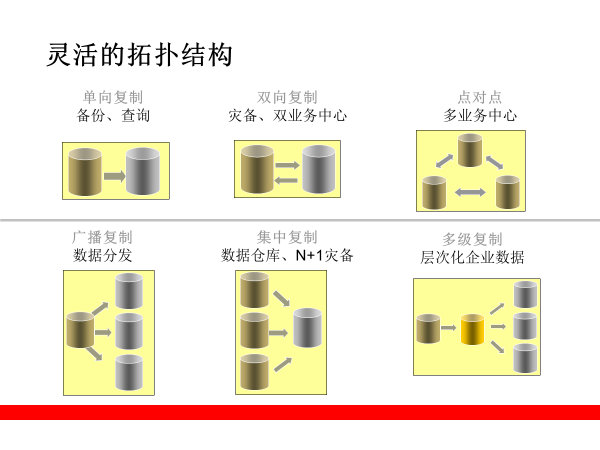 灵活的拓扑结构
单向复制
备份、查询
双向复制
灾备、双业务中心
点对点
多业务中心
广播复制
数据分发
集中复制
数据仓库、N+1灾备
多级复制
层次化企业数据